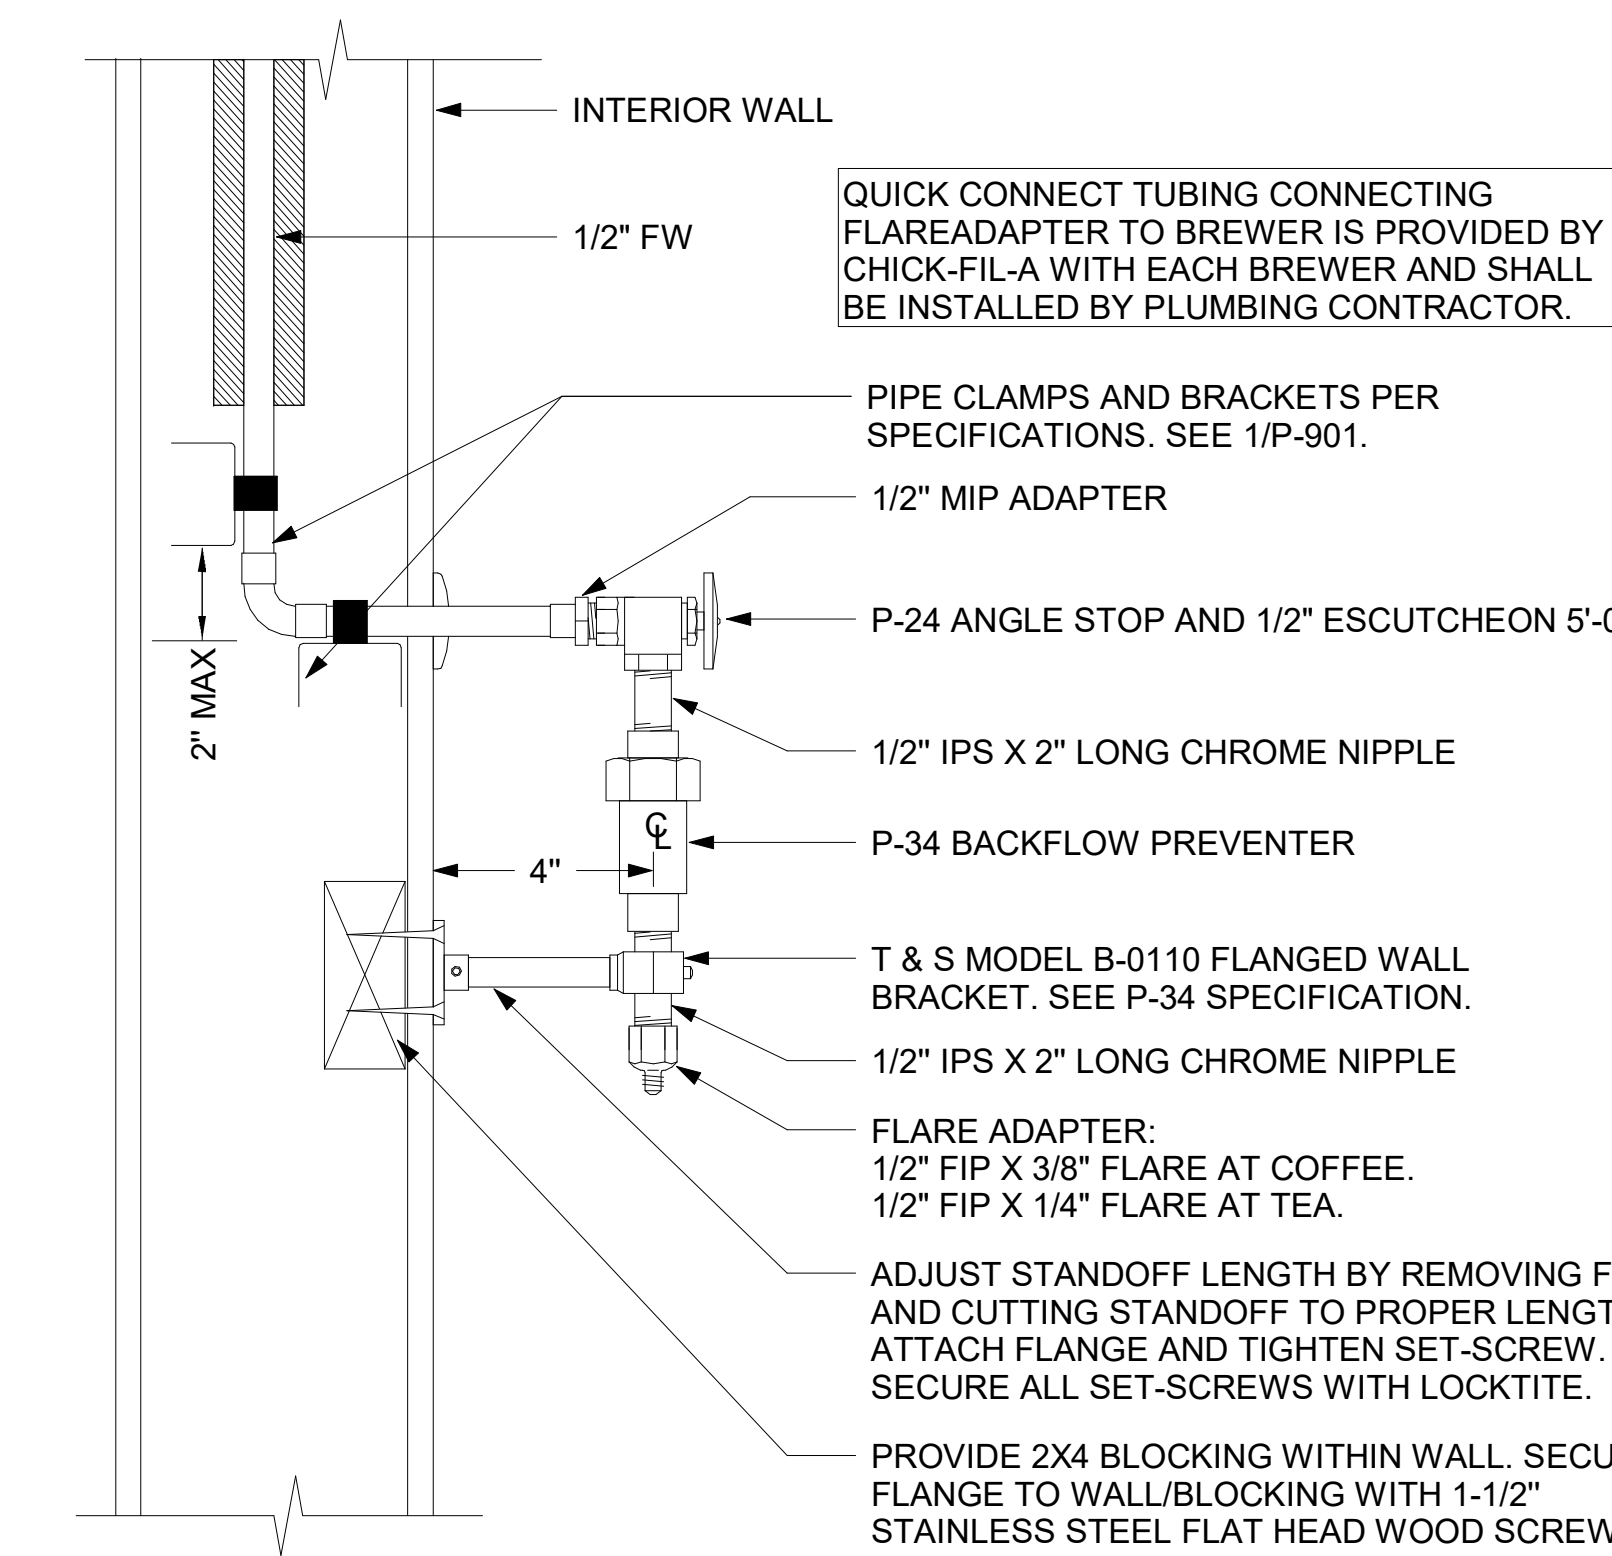 INTERIOR WALL
1/2" FW
QUICK CONNECT TUBING CONNECTING
FLAREADAPTER TO BREWER IS PROVIDED BY
CHICK-FIL-A WITH EACH BREWER AND SHALL
BE INSTALLED BY PLUMBING CONTRACTOR.
PIPE CLAMPS AND BRACKETS PER
SPECIFICATIONS. SEE 1/P-901.
1/2" MIP ADAPTER
P-24 ANGLE STOP AND 1/2" ESCUTCHEON
2" MAX
1/2" IPS X 2" LONG CHROME NIPPLE
P-34 BACKFLOW PREVENTER
4"
T & S MODEL B-0110 FLANGED WALL
BRACKET. SEE P-34 SPECIFICATION.
1/2" IPS X 2" LONG CHROME NIPPLE
FLARE ADAPTER:
1/2" FIP X 3/8" FLARE AT COFFEE.
1/2" FIP X 1/4" FLARE AT TEA.
ADJUST STANDOFF LENGTH BY REMOVING
AND CUTTING STANDOFF TO PROPER
ATTACH FLANGE AND TIGHTEN SET-SCREW.
SECURE ALL SET-SCREWS WITH LOCKTITE.
PROVIDE 2X4 BLOCKING WITHIN WALL.
FLANGE TO WALL/BLOCKING WITH 1-1/2"
STAINLESS STEEL FLAT HEAD WOOD